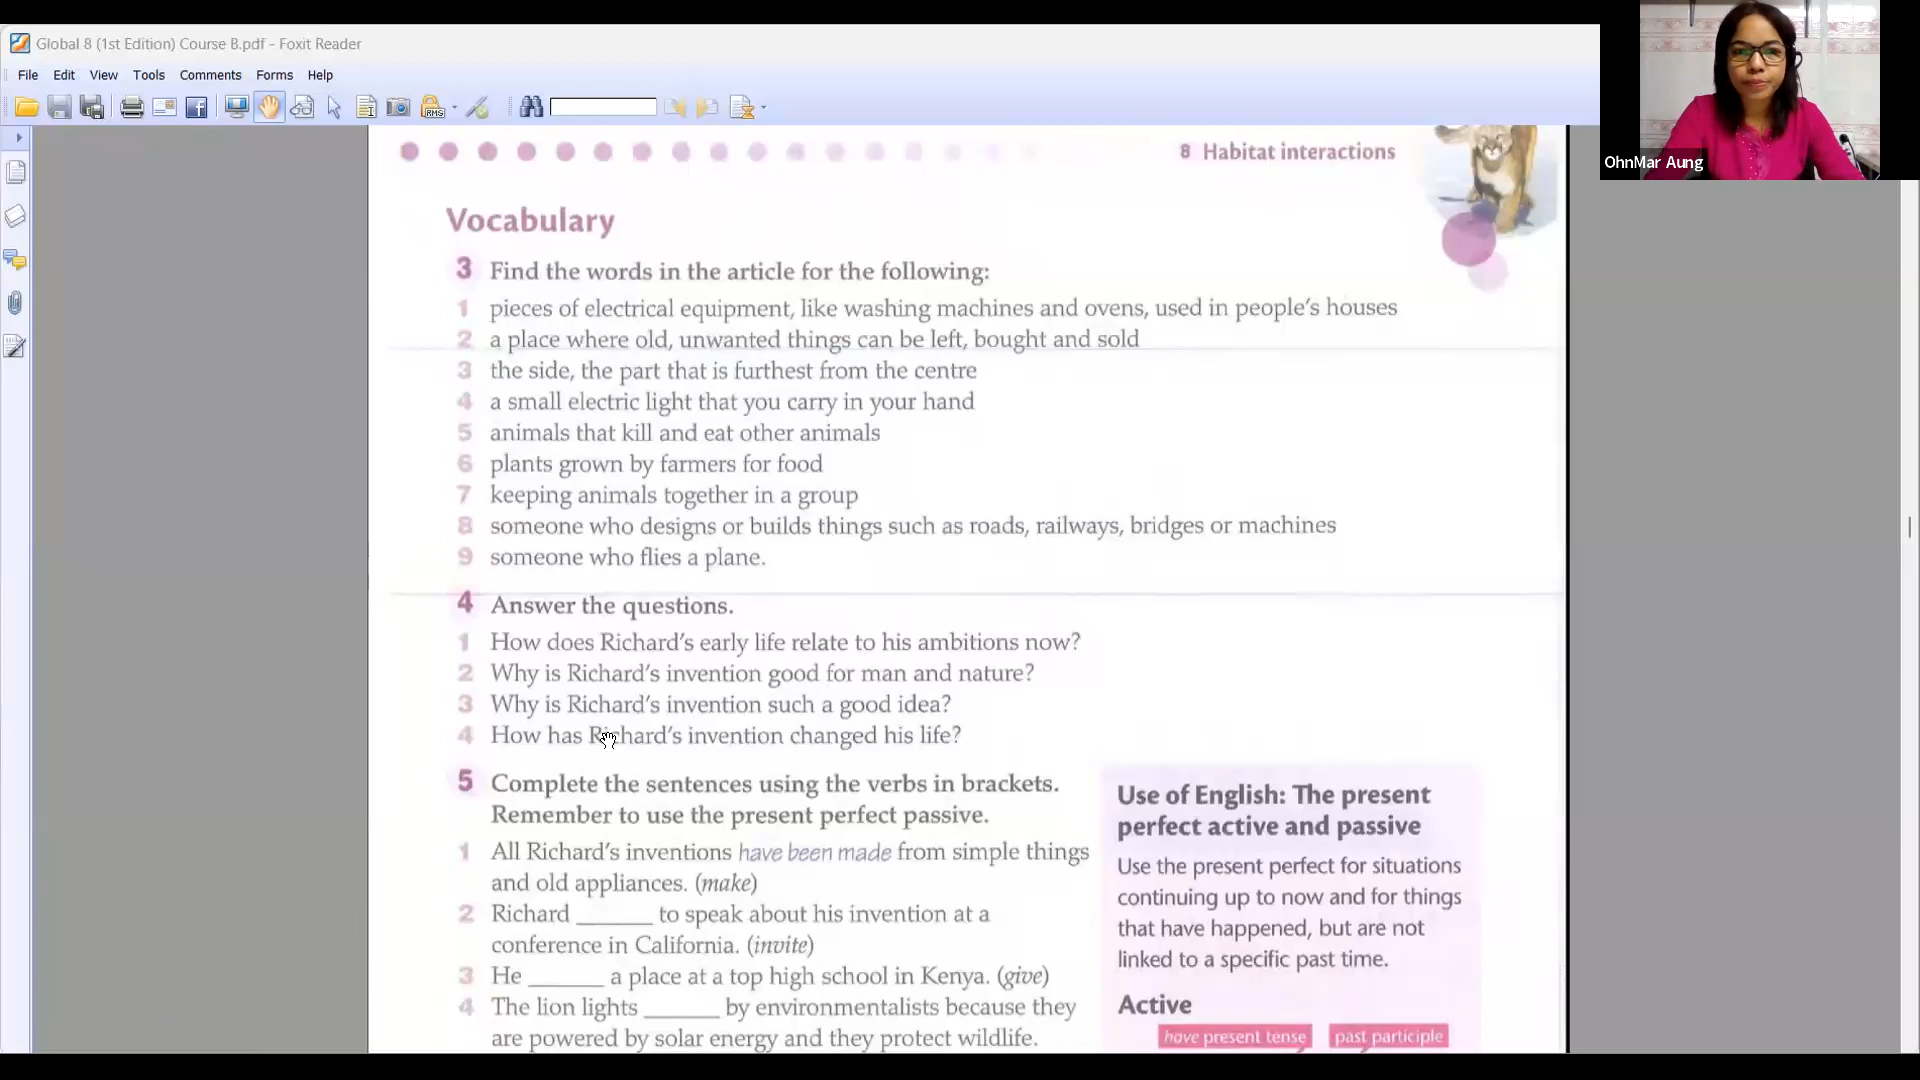 Global 8 (1st Edition) Course B.pdf - Foxit Reader
File Edit View Tools Comments Forms Help
OhnMar Aung
8 Habitat interactions
Vocabulary
3 Find the words in the article for the following:
1 pieces of electrical equipment, like washing machines and ovens, used in people's houses
2 a place where old, unwanted things can be left, bought and sold
3 the side, the part that is furthest from the centre
4 a small electric light that you carry in your hand
5 animals that kill and eat other animals
6 plants grown by farmers for food
7 keeping animals together in a group
8 someone who designs or builds things such as roads, railways, bridges or machines
9 someone who flies a plane.
4 Answer the questions.
1 How does Richard's early life relate to his ambitions now?
2 Why is Richard's invention good for man and nature?
3 Why is Richard's invention such a good idea?
4 How has Richard's invention changed his life?
5 Complete the sentences using the verbs in brackets.
Remember to use the present perfect passive.
1 All Richard's inventions have been made from simple things
and old appliances. (make)
2 Richard ______ to speak about his invention at a
conference in California. (invite)
3 He ______ a place at a top high school in Kenya. (give)
4 The lion lights ______ by environmentalists because they
are powered by solar energy and they protect wildlife.
Use of English: The present
perfect active and passive
Use the present perfect for situations
continuing up to now and for things
that have happened, but are not
linked to a specific past time.
Active
have present tense past participle